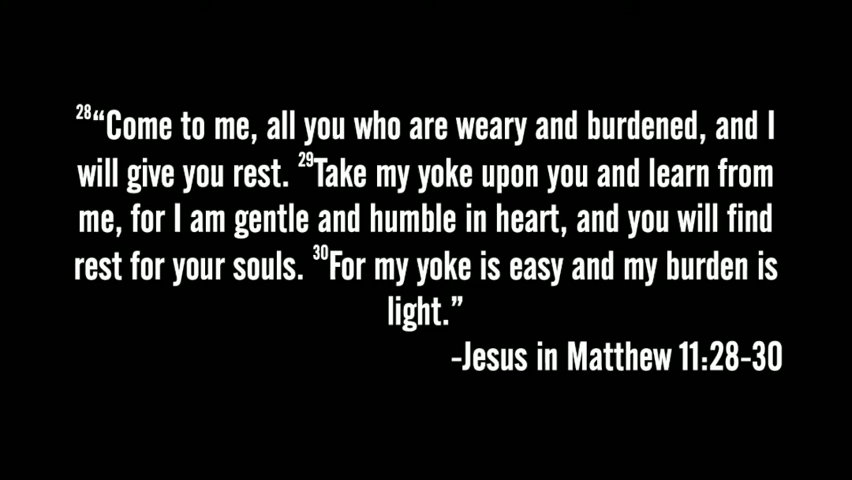 ²⁸“Come to me, all you who are weary and burdened, and I
will give you rest. ²⁹Take my yoke upon you and learn from
me, for I am gentle and humble in heart, and you will find
rest for your souls. ³⁰For my yoke is easy and my burden is
light.”
-Jesus in Matthew 11:28-30